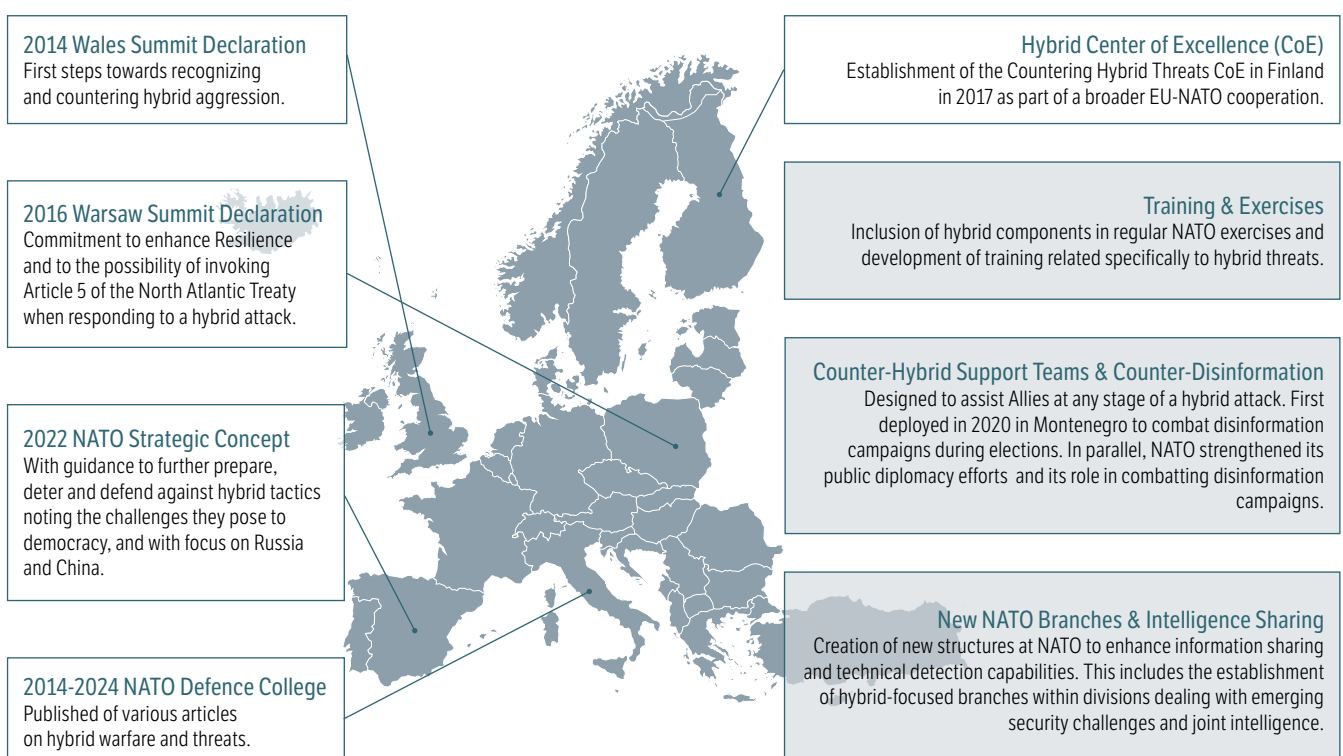 2014 Wales Summit Declaration
First steps towards recognizing
and countering hybrid aggression.
2016 Warsaw Summit Declaration
Commitment to enhance Resilience
and to the possibility of invoking
Article 5 of the North Atlantic Treaty
when responding to a hybrid attack.
2022 NATO Strategic Concept
With guidance to further prepare,
deter and defend against hybrid tactics
noting the challenges they pose to
democracy, and with focus on Russia
and China.
2014-2024 NATO Defence College
Published of various articles
on hybrid warfare and threats.
Hybrid Center of Excellence (CoE)
Establishment of the Countering Hybrid Threats CoE in Finland
in 2017 as part of a broader EU-NATO cooperation.
Training & Exercises
Inclusion of hybrid components in regular NATO exercises and
development of training related specifically to hybrid threats.
Counter-Hybrid Support Teams & Counter-Disinformation
Designed to assist Allies at any stage of a hybrid attack. First
deployed in 2020 in Montenegro to combat disinformation
campaigns during elections. In parallel, NATO strengthened its
public diplomacy efforts and its role in combatting disinformation
campaigns.
New NATO Branches & Intelligence Sharing
Creation of new structures at NATO to enhance information sharing
and technical detection capabilities. This includes the establishment
of hybrid-focused branches within divisions dealing with emerging
security challenges and joint intelligence.